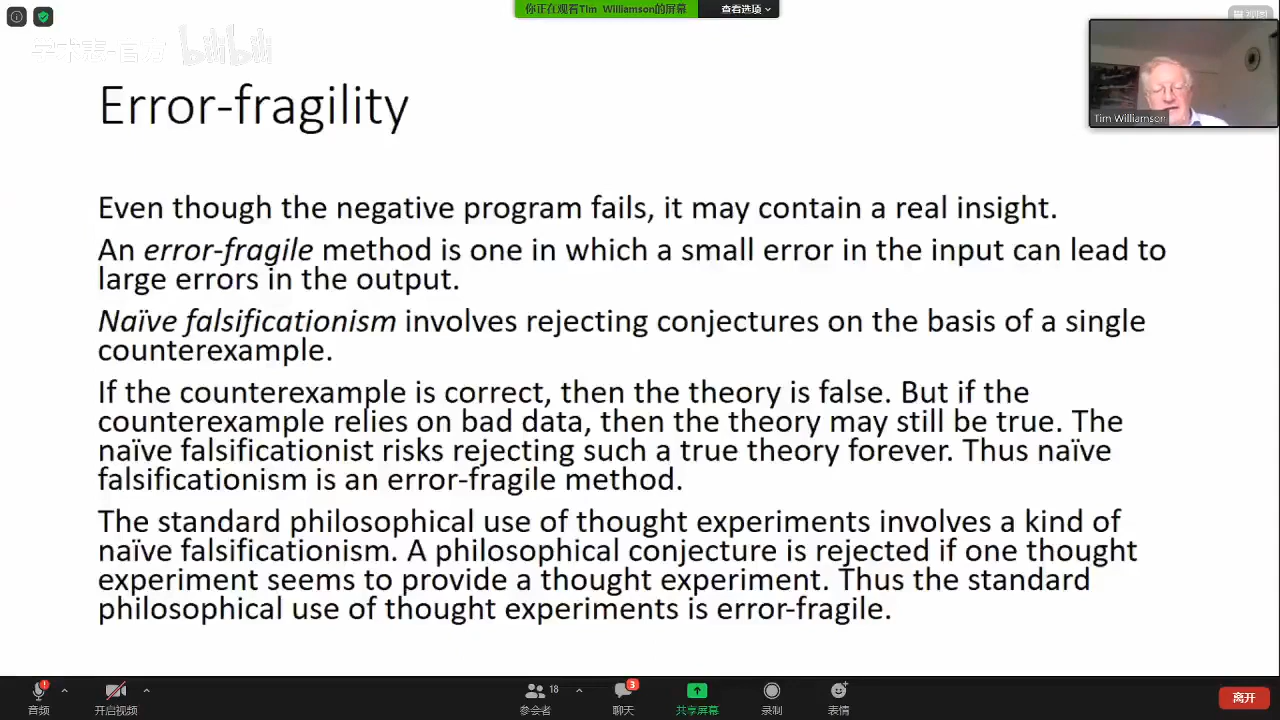 你正在观看Tim Williamson的屏幕
查看选项
视图
学术志-官方 bilibili
Tim Williamson
Error-fragility
Even though the negative program fails, it may contain a real insight.
An error-fragile method is one in which a small error in the input can lead to
large errors in the output.
Naïve falsificationism involves rejecting conjectures on the basis of a single
counterexample.
If the counterexample is correct, then the theory is false. But if the
counterexample relies on bad data, then the theory may still be true. The
naïve falsificationist risks rejecting such a true theory forever. Thus naïve
falsificationism is an error-fragile method.
The standard philosophical use of thought experiments involves a kind of
naïve falsificationism. A philosophical conjecture is rejected if one thought
experiment seems to provide a thought experiment. Thus the standard
philosophical use of thought experiments is error-fragile.
音频
开启视频
18
参会者
3
聊天
共享屏幕
录制
表情
离开